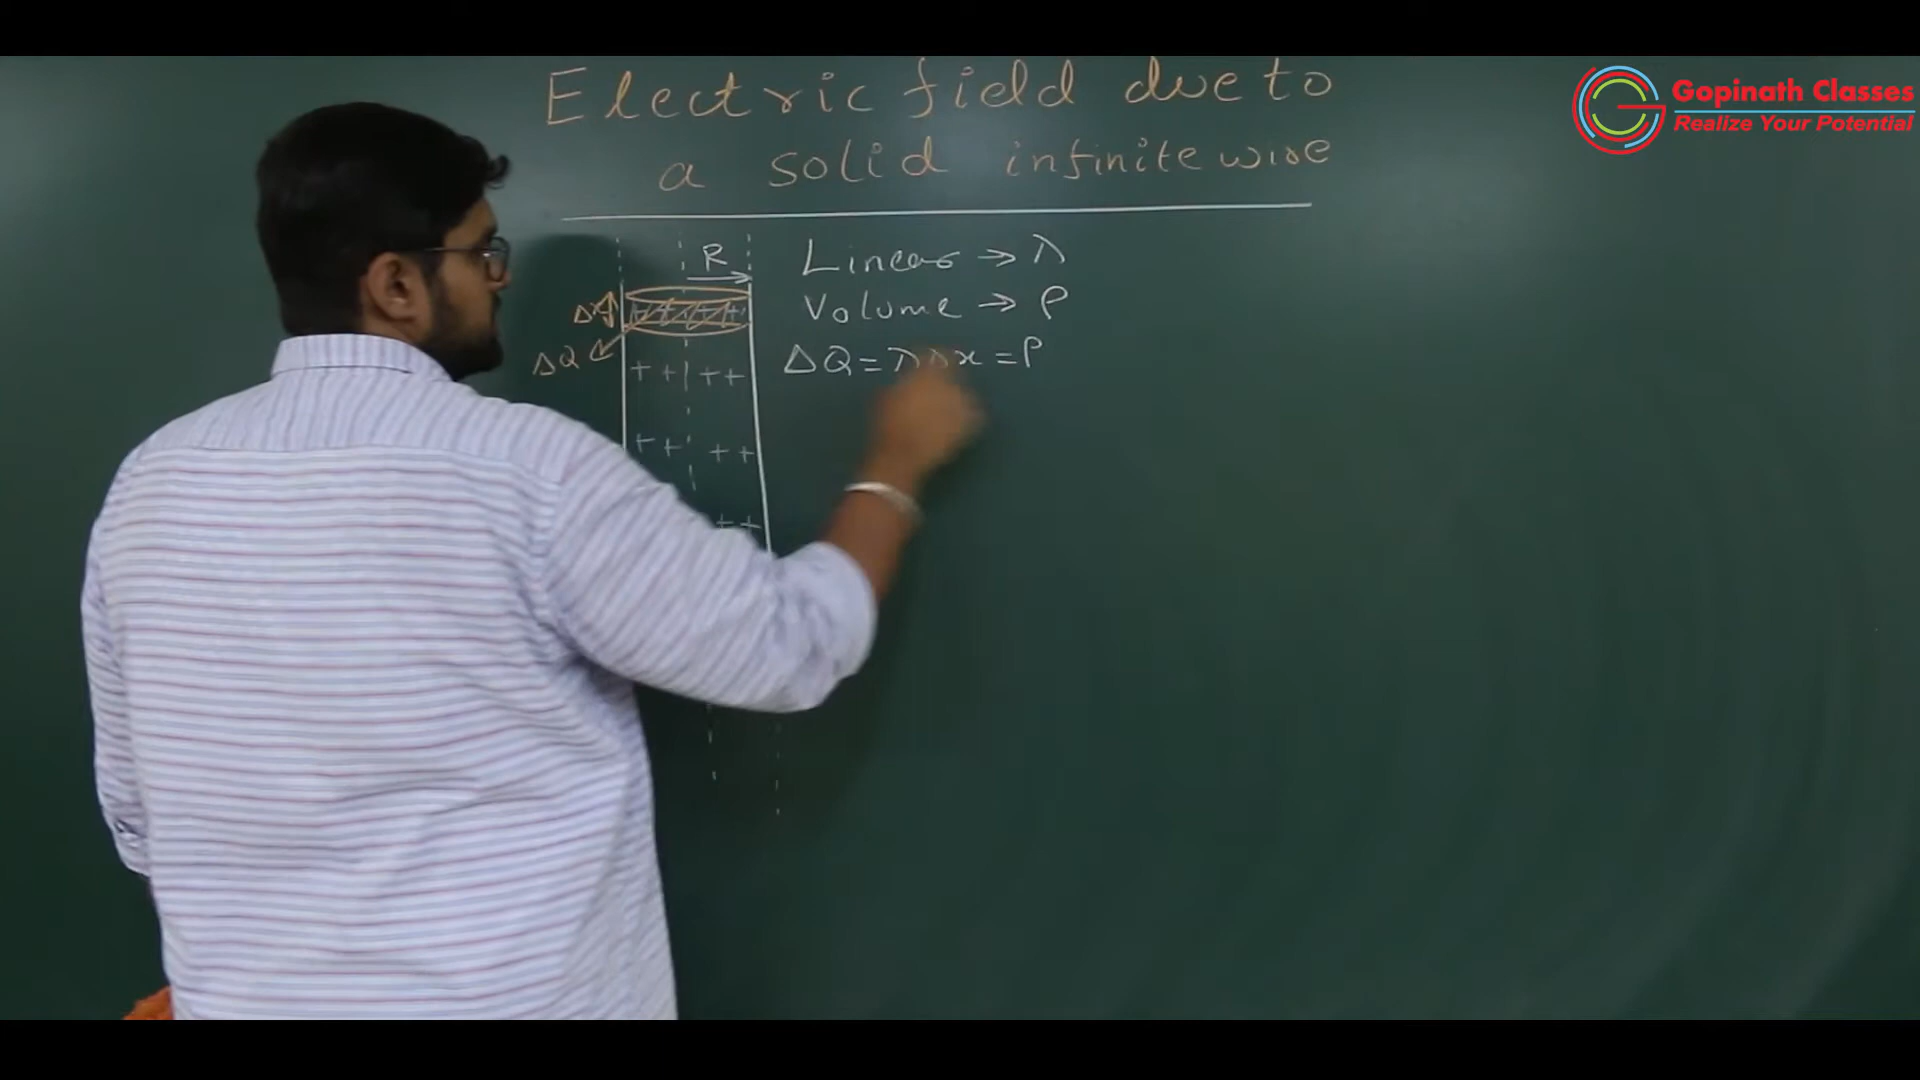 Electric field due to
a solid infinite wire
Gopinath Classes
Realize Your Potential
R
Linear → λ
Δx
+ + + +
Volume → ρ
ΔQ
ΔQ = λΔx = ρ
+ + + +
+ + + +
+ +